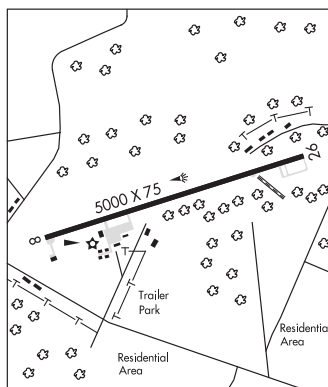 26
5000 X 75
8
Trailer
Park
Residential
Area
Residential
Area